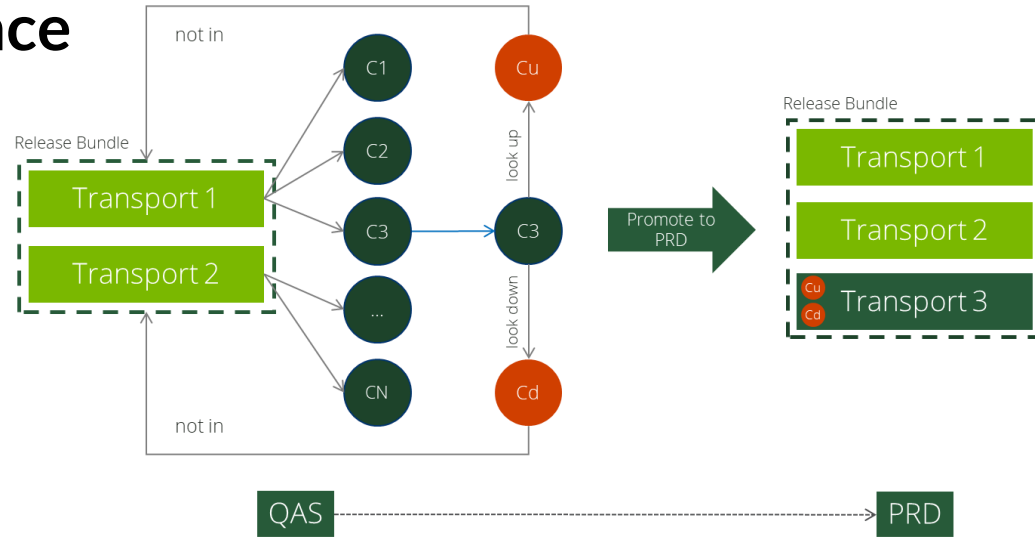 nce
not in
Release Bundle
Transport 1
Transport 2
C1
C2
C3
...
CN
Cu
look up
C3
look down
Cd
not in
Promote to
PRD
Release Bundle
Transport 1
Transport 2
Cu
Cd
Transport 3
QAS
PRD